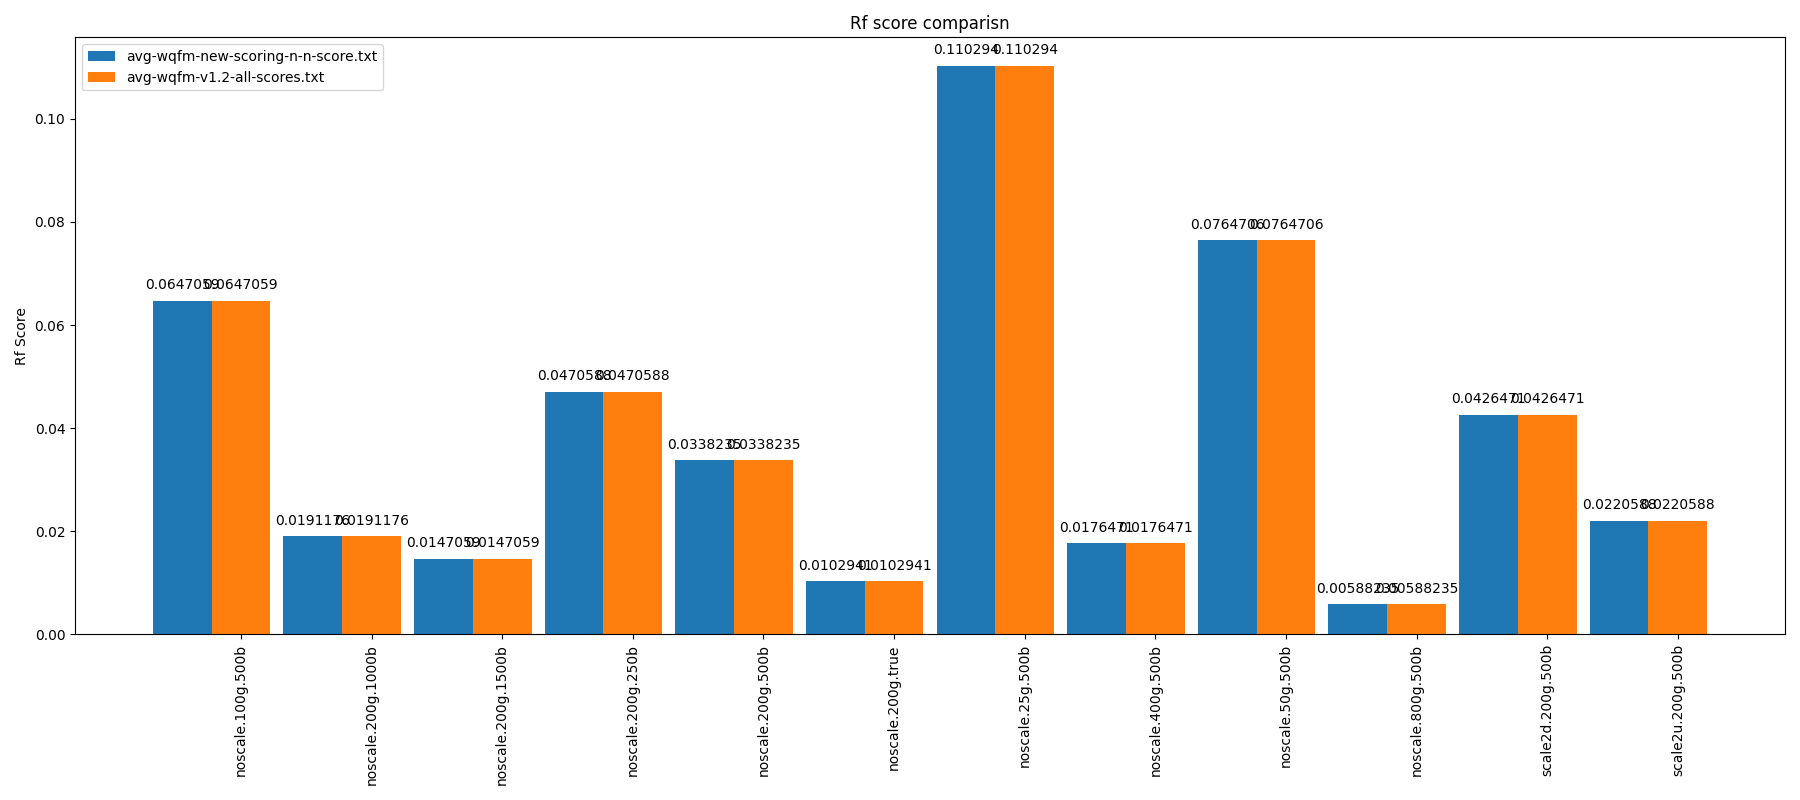 Rf score comparisn
avg-wqfm-new-scoring-n-n-score.txt
avg-wqfm-v1.2-all-scores.txt
Rf Score
0.10
0.08
0.06
0.04
0.02
0.00
0.0647059 0.0647059
0.0191176 0.0191176
0.0147059 0.0147059
0.0470588 0.0470588
0.0338235 0.0338235
0.0102941 0.0102941
0.110294 0.110294
0.0176471 0.0176471
0.0764706 0.0764706
0.00588235 0.00588235
0.0426471 0.0426471
0.0220588 0.0220588
noscale.100g.500b
noscale.200g.1000b
noscale.200g.1500b
noscale.200g.250b
noscale.200g.500b
noscale.200g.true
noscale.25g.500b
noscale.400g.500b
noscale.50g.500b
noscale.800g.500b
scale2d.200g.500b
scale2u.200g.500b